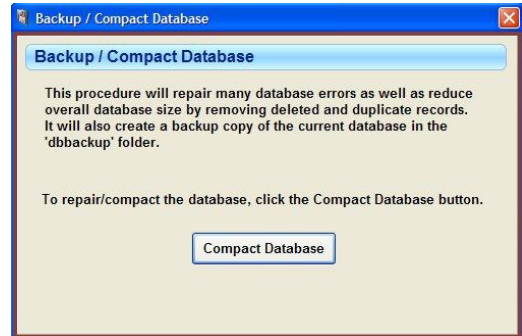 Backup / Compact Database
Backup / Compact Database
This procedure will repair many database errors as well as reduce
overall database size by removing deleted and duplicate records.
It will also create a backup copy of the current database in the
'dbbackup' folder.
To repair/compact the database, click the Compact Database button.
Compact Database